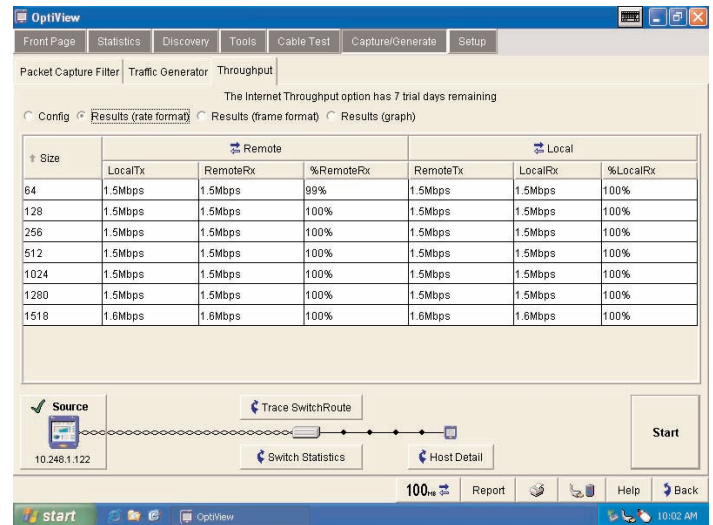 OptiView
Front Page Statistics Discovery Tools Cable Test Capture/Generate Setup
Packet Capture Filter Traffic Generator Throughput
The Internet Throughput option has 7 trial days remaining
Config Results (rate format) Results (frame format) Results (graph)
Size Remote Local
LocalTx RemoteRx %RemoteRx RemoteTx LocalRx %LocalRx
64 1.5Mbps 1.5Mbps 99% 1.5Mbps 1.5Mbps 100%
128 1.5Mbps 1.5Mbps 100% 1.5Mbps 1.5Mbps 100%
256 1.5Mbps 1.5Mbps 100% 1.5Mbps 1.5Mbps 100%
512 1.5Mbps 1.5Mbps 100% 1.5Mbps 1.5Mbps 100%
1024 1.5Mbps 1.5Mbps 100% 1.5Mbps 1.5Mbps 100%
1280 1.5Mbps 1.5Mbps 100% 1.5Mbps 1.5Mbps 100%
1518 1.6Mbps 1.6Mbps 100% 1.6Mbps 1.6Mbps 100%
Source
Trace SwitchRoute
Start
10.248.1.122
Switch Statistics Host Detail
100MB Report Help Back
start OptiView 10:02 AM